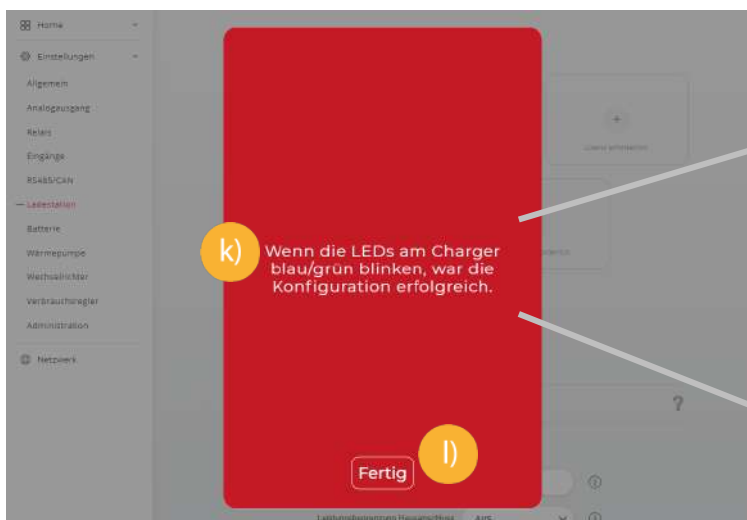 Home
Einstellungen
Allgemein
Analogausgang
Relais
Eingänge
RS485/CAN
Ladestation
Batterie
Wärmepumpe
Wechselrichter
Verbrauchsregler
Administration
Netzwerk
k)
Wenn die LEDs am Charger
blau/grün blinken, war die
Konfiguration erfolgreich.
l)
Fertig
+
?